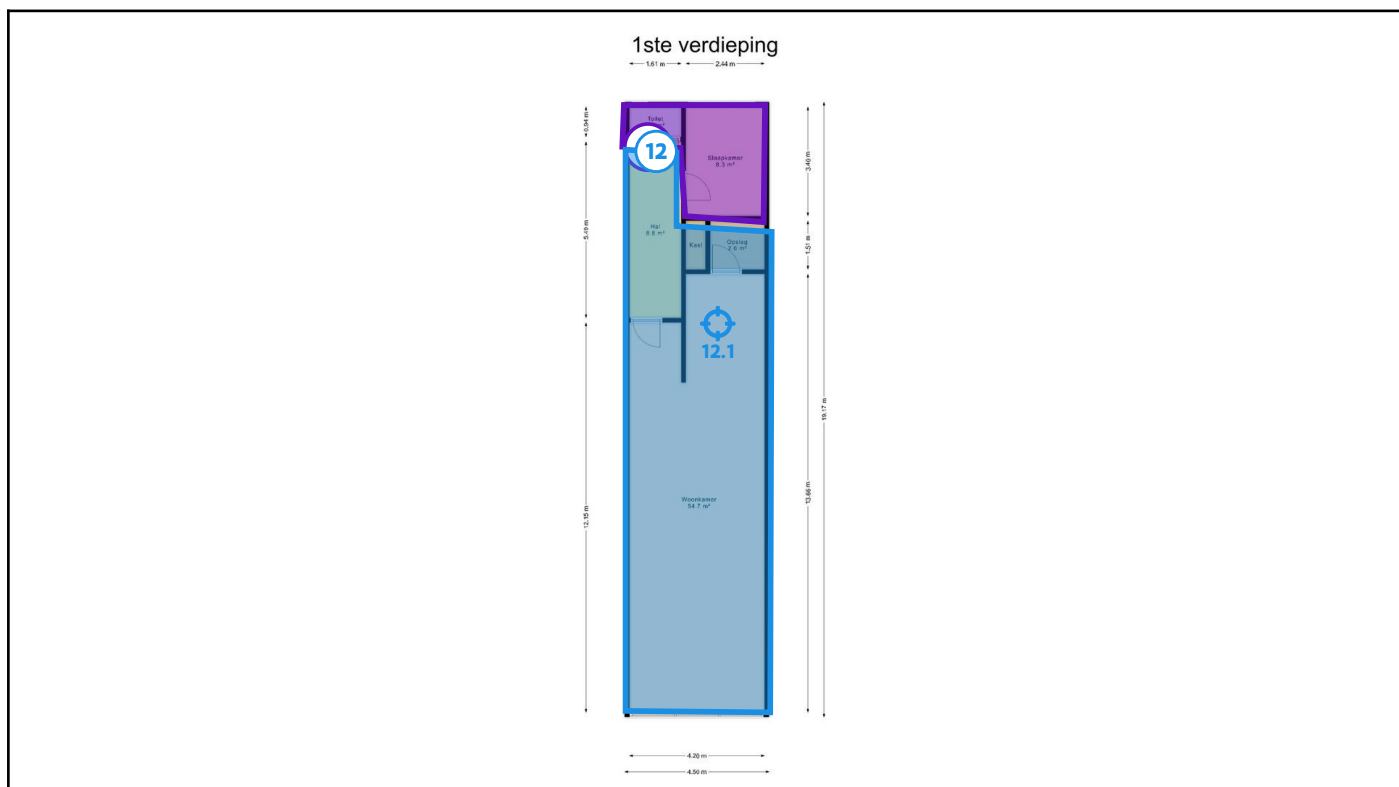 1ste verdieping
1.61 m
2.44 m
0.94 m
Toilet
m²
12
Slaapkamer
8.3 m²
3.40 m
5.49 m
Hal
8.8 m²
Kast
Opslag
2.6 m²
1.51 m
12.1
19.17 m
Woonkamer
54.7 m²
13.66 m
12.15 m
4.20 m
4.50 m